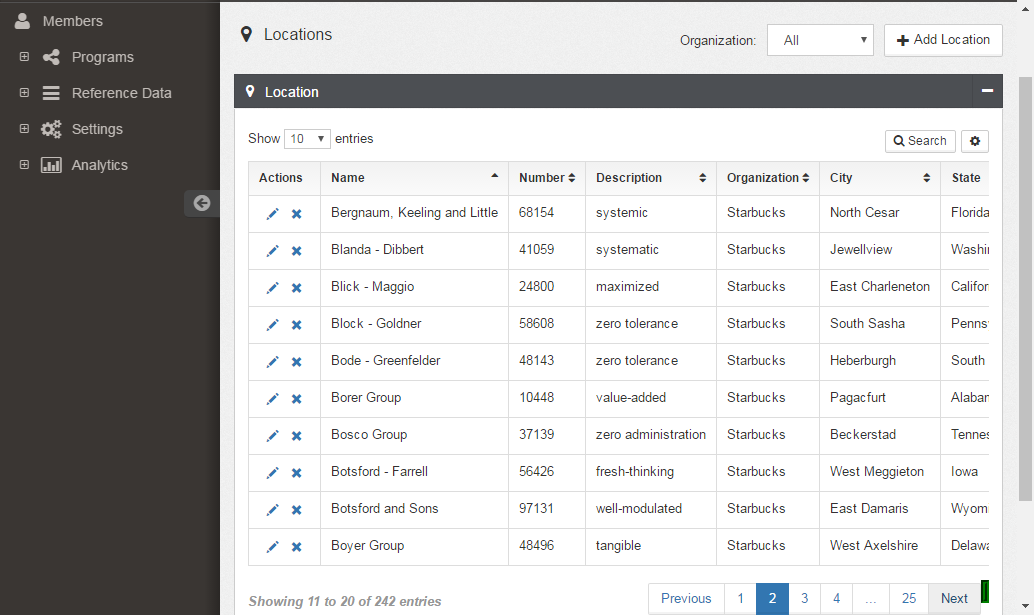 Members
Programs
Reference Data
Settings
Analytics
Locations
Organization: All Add Location
Location
Show 10 entries
Search
Actions Name Number Description Organization City State
Bergnaum, Keeling and Little 68154 systemic Starbucks North Cesar Florida
Blanda - Dibbert 41059 systematic Starbucks Jewellview Washi
Blick - Maggio 24800 maximized Starbucks East Charleneton Califor
Block - Goldner 58608 zero tolerance Starbucks South Sasha Penns
Bode - Greenfelder 48143 zero tolerance Starbucks Heberburgh South
Borer Group 10448 value-added Starbucks Pagacfurt Alaban
Bosco Group 37139 zero administration Starbucks Beckerstad Tennes
Botsford - Farrell 56426 fresh-thinking Starbucks West Meggieton Iowa
Botsford and Sons 97131 well-modulated Starbucks East Damaris Wyom
Boyer Group 48496 tangible Starbucks West Axelshire Delawa
Showing 11 to 20 of 242 entries
Previous 1 2 3 4 ... 25 Next